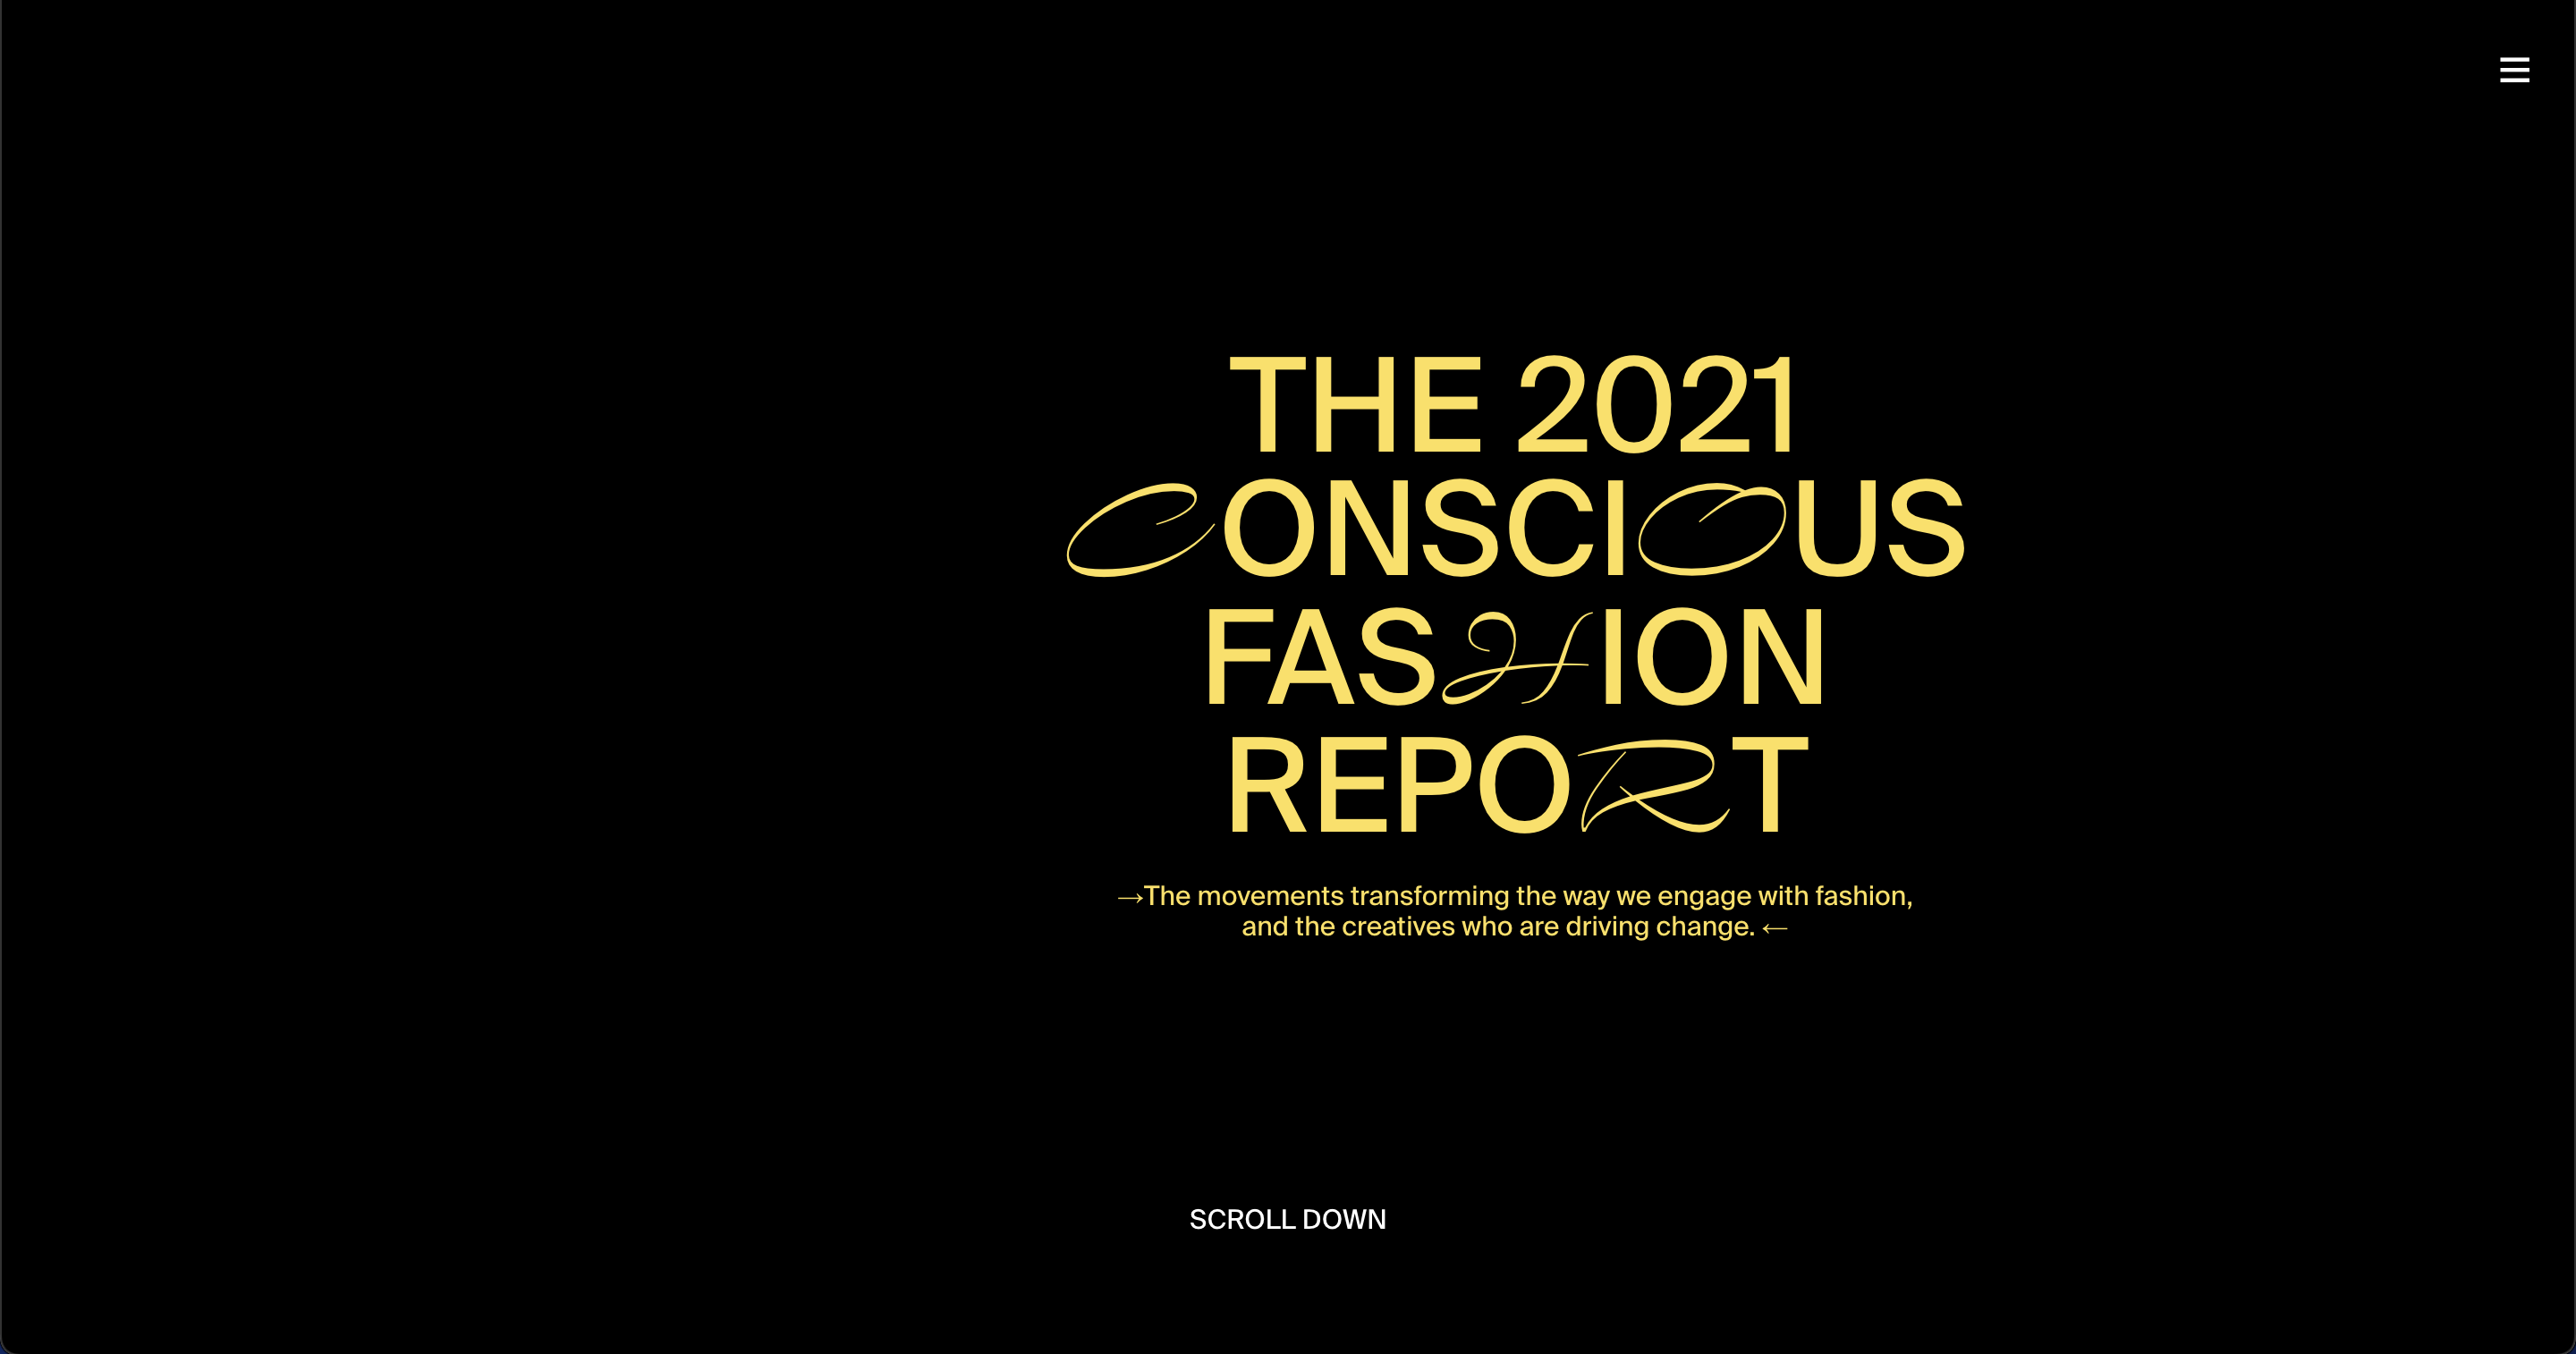 THE 2021
CONSCIOUS
FASHION
REPORT
→The movements transforming the way we engage with fashion,
and the creatives who are driving change. ←
SCROLL DOWN